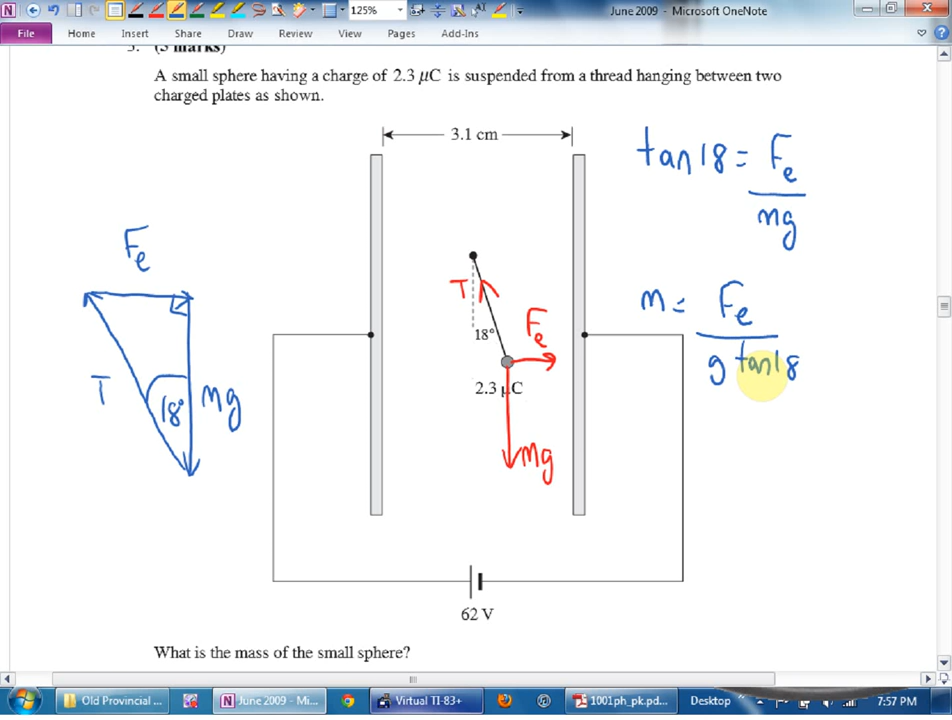 125%
June 2009 - Microsoft OneNote
File Home Insert Share Draw Review View Pages Add-Ins
5. (5 marks)
A small sphere having a charge of 2.3 μC is suspended from a thread hanging between two
charged plates as shown.
3.1 cm
tan18 = Fe
mg
Fe
T
18°
mg
T
18°
Fe
2.3 μC
mg
m = Fe
g tan18
62 V
What is the mass of the small sphere?
Old Provincial ...
June 2009 - Mi...
Virtual TI-83+
1001ph_pk.pd...
Desktop
7:57 PM